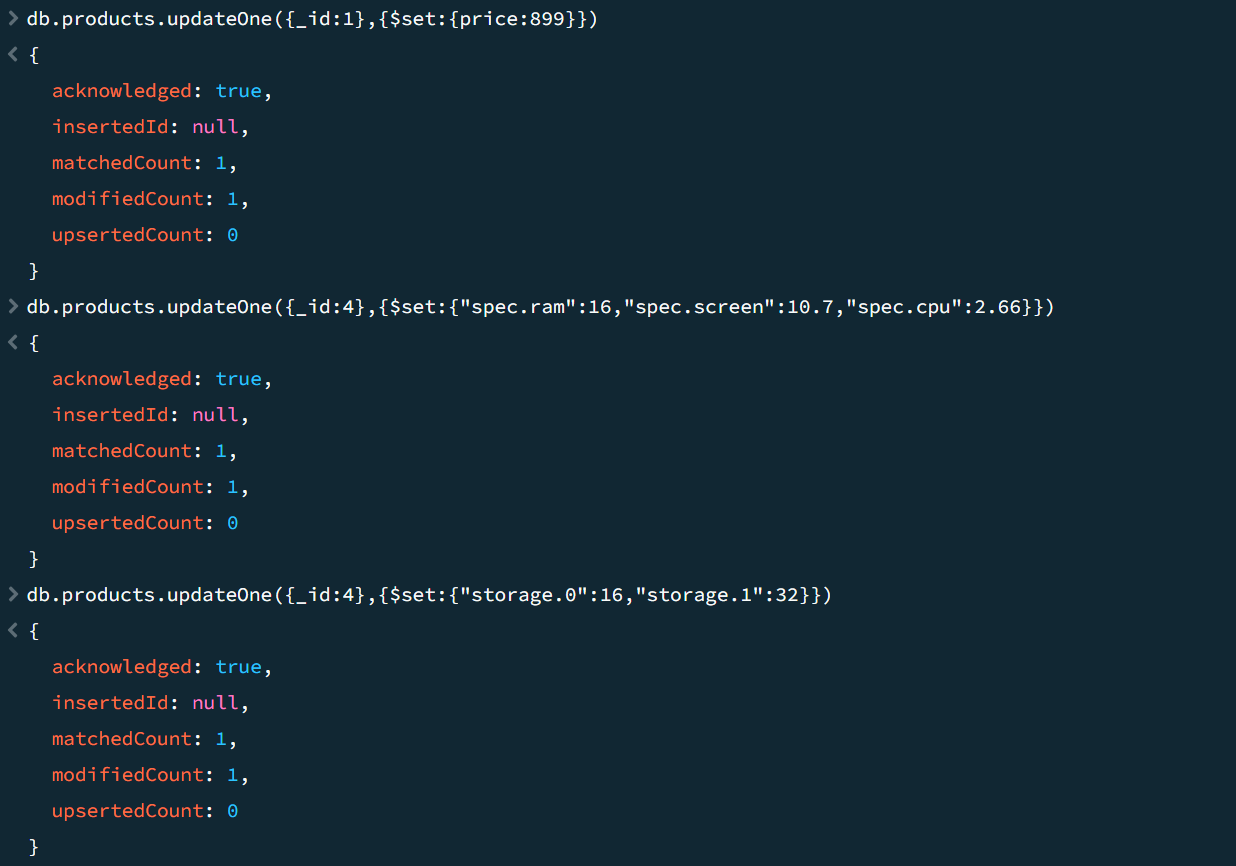 > db.products.updateOne({_id:1},{$set:{price:899}})
< {
acknowledged: true,
insertedId: null,
matchedCount: 1,
modifiedCount: 1,
upsertedCount: 0
}
> db.products.updateOne({_id:4},{$set:{"spec.ram":16,"spec.screen":10.7,"spec.cpu":2.66}})
< {
acknowledged: true,
insertedId: null,
matchedCount: 1,
modifiedCount: 1,
upsertedCount: 0
}
> db.products.updateOne({_id:4},{$set:{"storage.0":16,"storage.1":32}})
< {
acknowledged: true,
insertedId: null,
matchedCount: 1,
modifiedCount: 1,
upsertedCount: 0
}